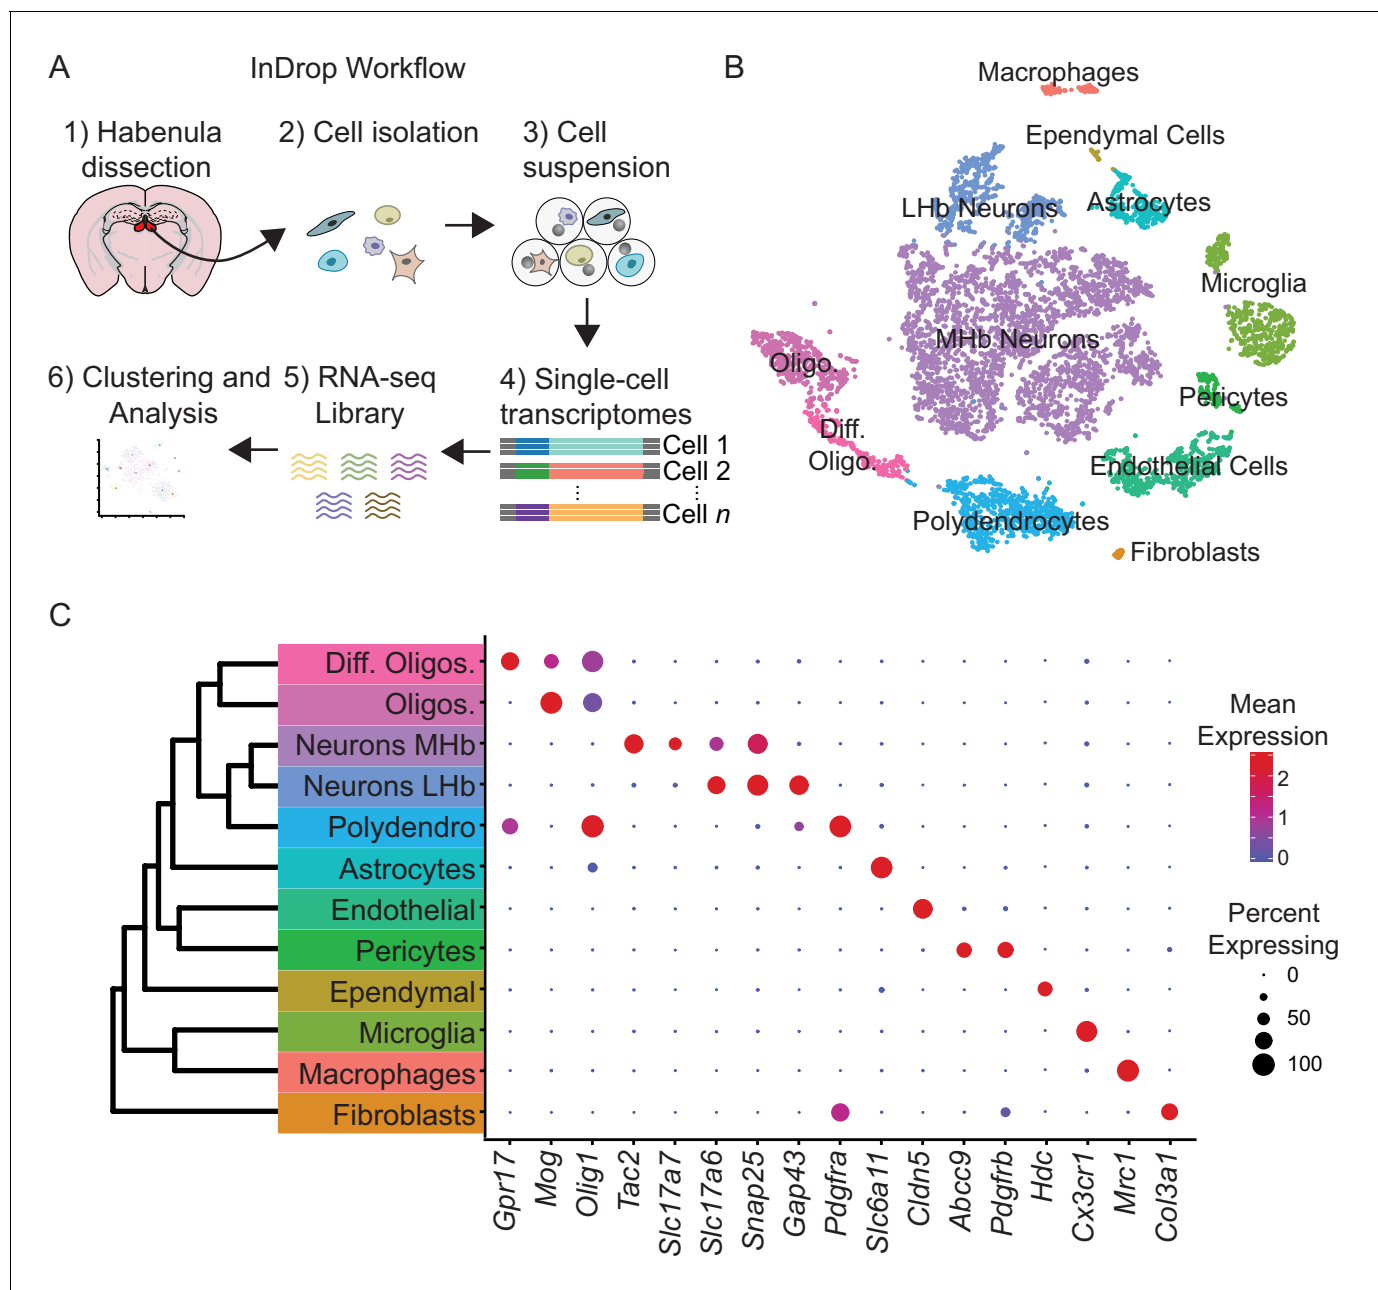 A
InDrop Workflow
1) Habenula
dissection
2) Cell isolation
3) Cell
suspension
6) Clustering and
Analysis
5) RNA-seq
Library
4) Single-cell
transcriptomes
Cell 1
Cell 2
Cell n
B
Macrophages
Ependymal Cells
LHb Neurons
Astrocytes
Microglia
MHb Neurons
Oligo.
Pericytes
Diff.
Oligo.
Endothelial Cells
Polydendrocytes
Fibroblasts
C
Diff. Oligos.
Oligos.
Neurons MHb
Neurons LHb
Polydendro
Astrocytes
Endothelial
Pericytes
Ependymal
Microglia
Macrophages
Fibroblasts
Gpr17
Mog
Olig1
Tac2
Slc17a7
Slc17a6
Snap25
Gap43
Pdgfra
Slc6a11
Cldn5
Abcc9
Pdgfrb
Hdc
Cx3cr1
Mrc1
Col3a1
Mean
Expression
2
1
0
Percent
Expressing
0
50
100